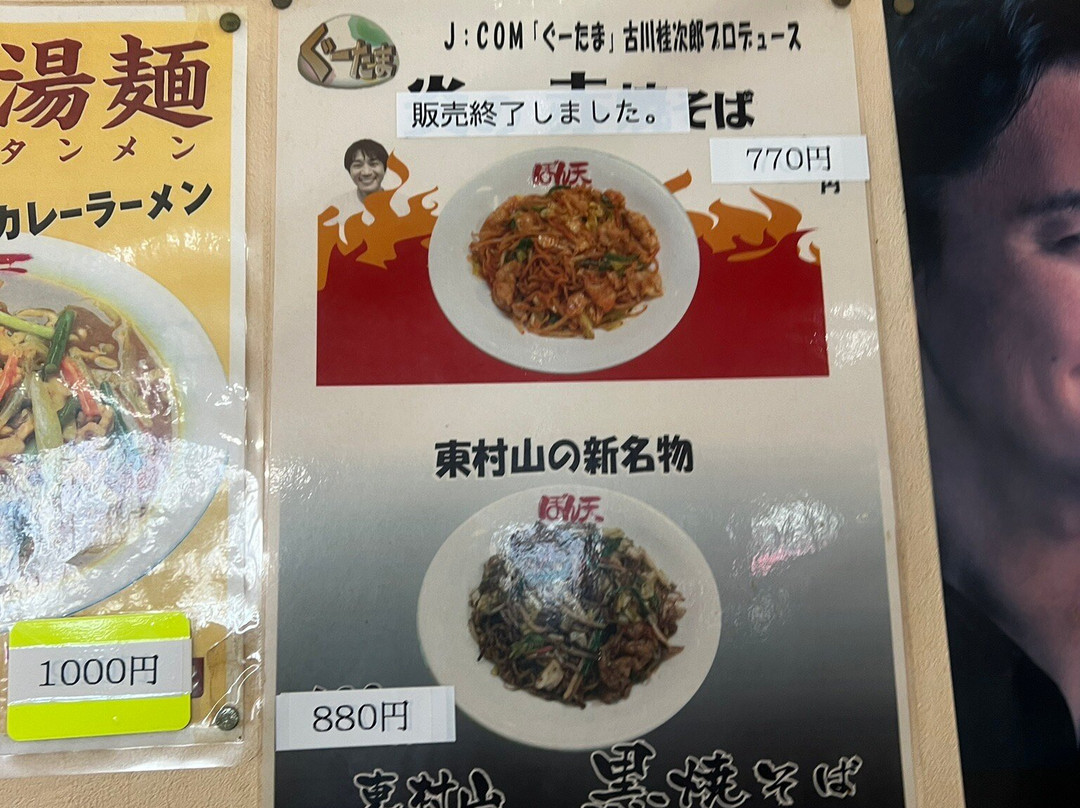 湯麺
タンメン
カレーラーメン
1000円
ぐーたま
J:COM「ぐーたま」古川桂次郎プロデュース
販売終了しました。
そば
770円
円
ぼん天
東村山の新名物
ぼん天
880円
東村山 黒焼そば